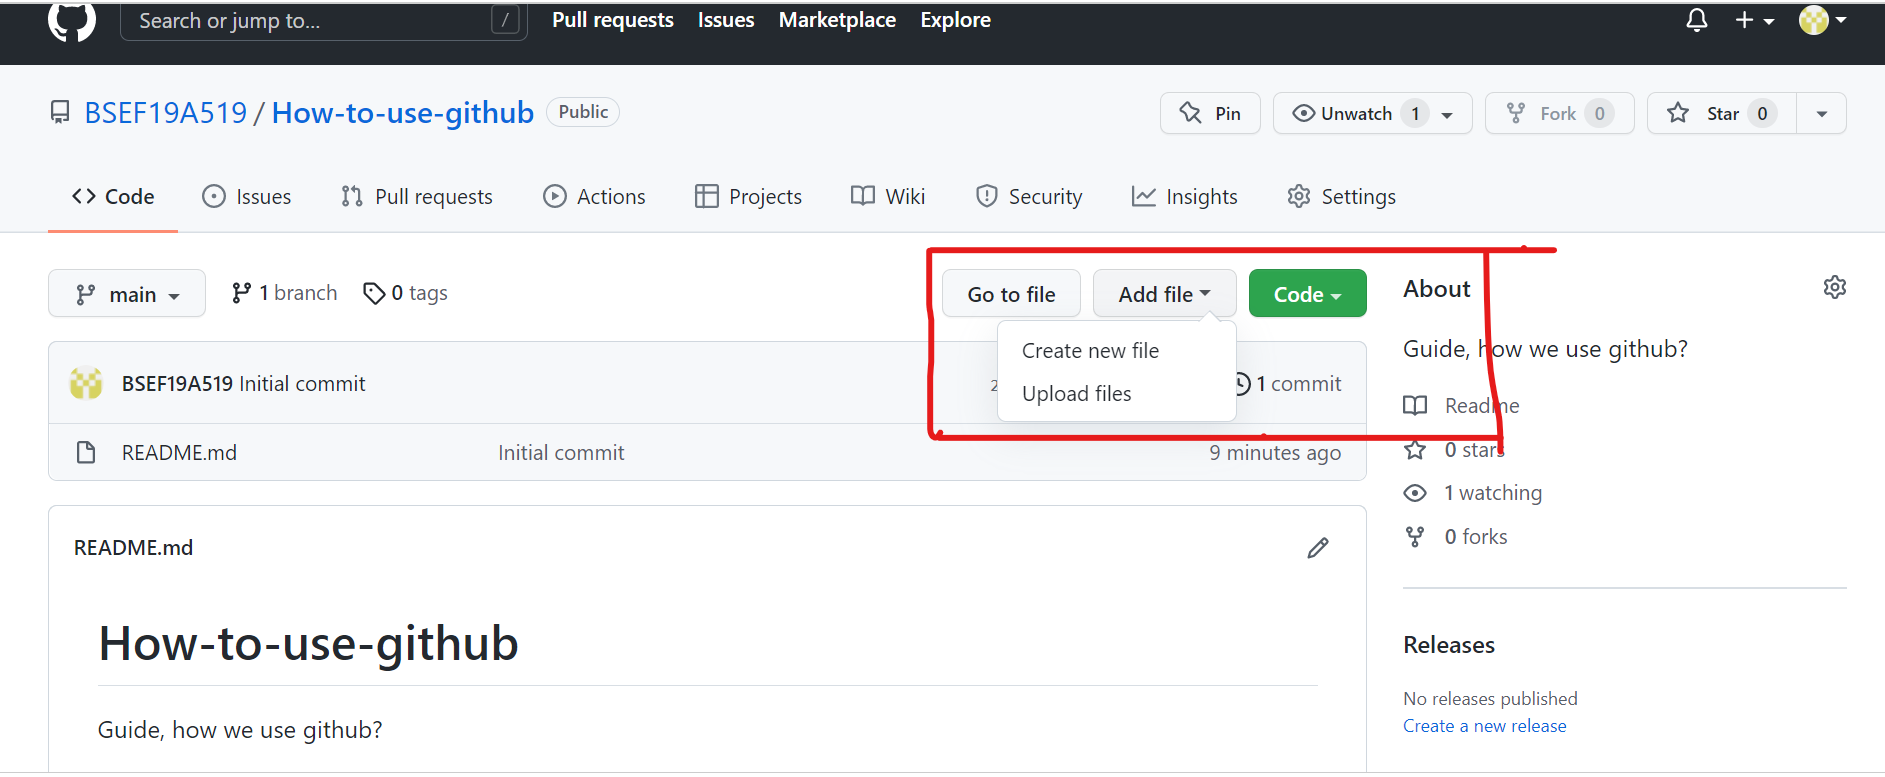 Search or jump to... /
Pull requests Issues Marketplace Explore
BSEF19A519 / How-to-use-github Public
Pin Unwatch 1 Fork 0 Star 0
Code Issues Pull requests Actions Projects Wiki Security Insights Settings
main 1 branch 0 tags
Go to file Add file Code
Create new file
Upload files
BSEF19A519 Initial commit 2 1 commit
README.md Initial commit 9 minutes ago
README.md
How-to-use-github
Guide, how we use github?
About
Guide, how we use github?
Readme
0 stars
1 watching
0 forks
Releases
No releases published
Create a new release